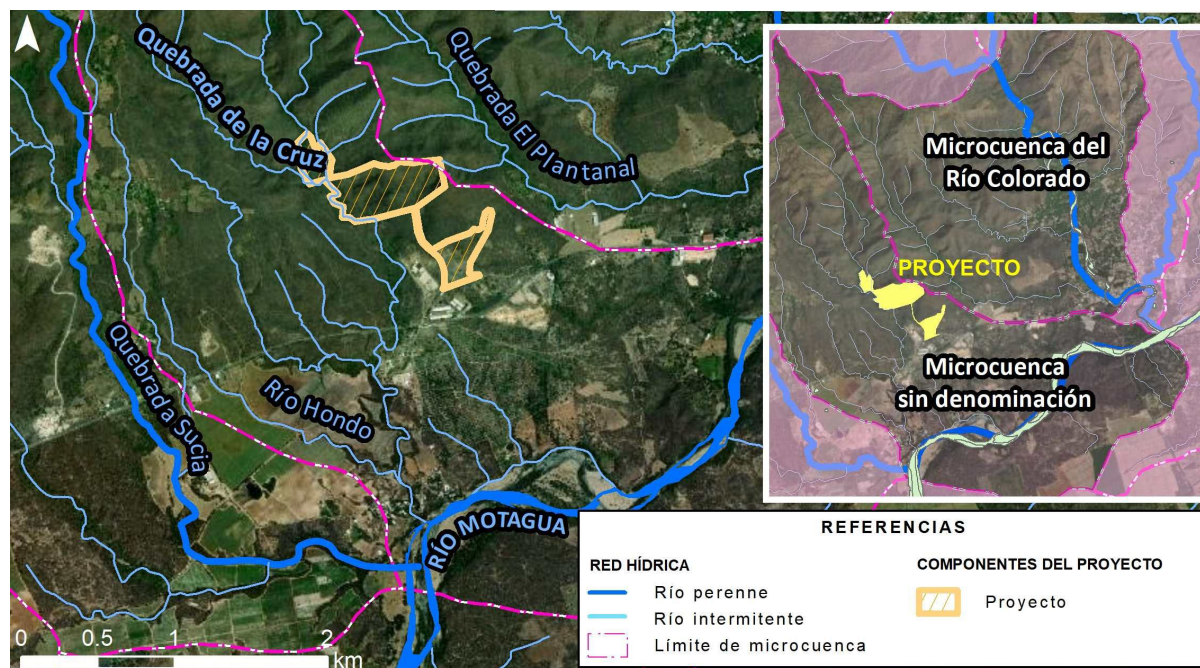 Quebrada de la Cruz
Quebrada El Plantanal
Quebrada Sucia
Río Hondo
RÍO MOTAGUA
0 0.5 1 2
km
Microcuenca del
Río Colorado
PROYECTO
Microcuenca
sin denominación
REFERENCIAS
RED HÍDRICA
Río perenne
Río intermitente
Límite de microcuenca
COMPONENTES DEL PROYECTO
Proyecto